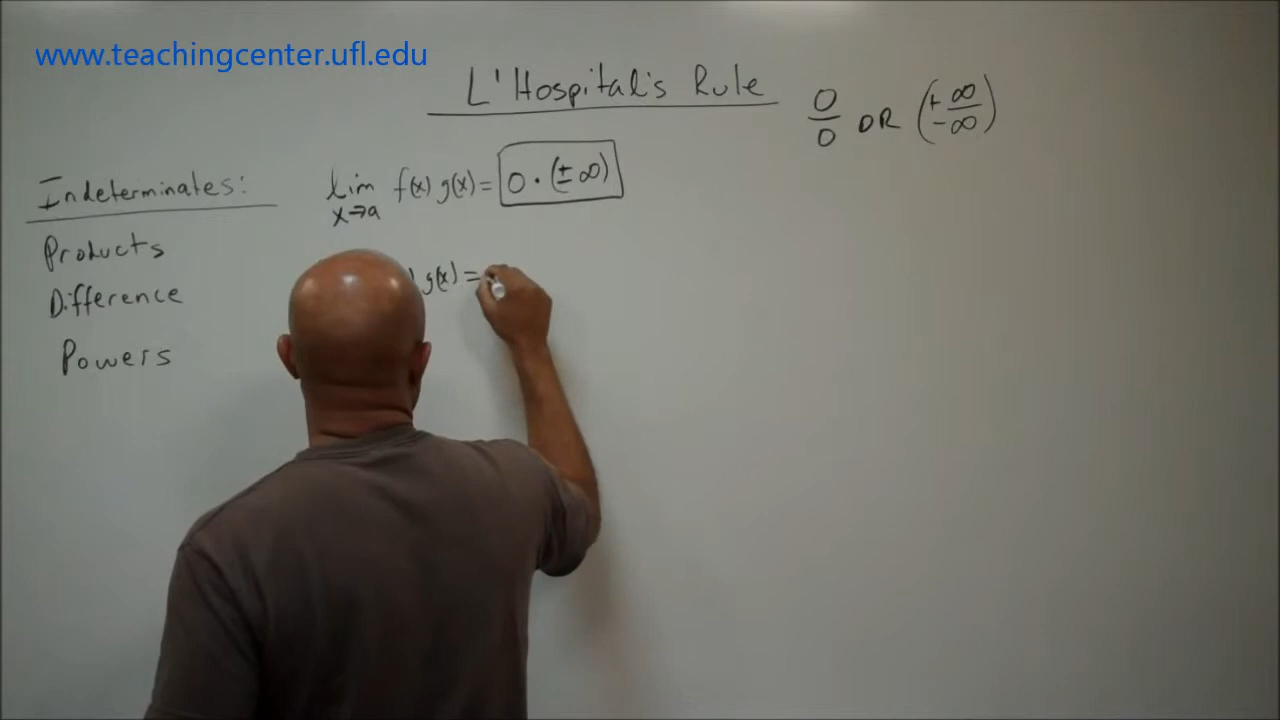 www.teachingcenter.ufl.edu
L'Hospital's Rule
0/0 OR (+∞/-∞)
Indeterminates:
Products
Difference
Powers
lim x→a f(x) g(x) = 0 · (± ∞)
g(x) =